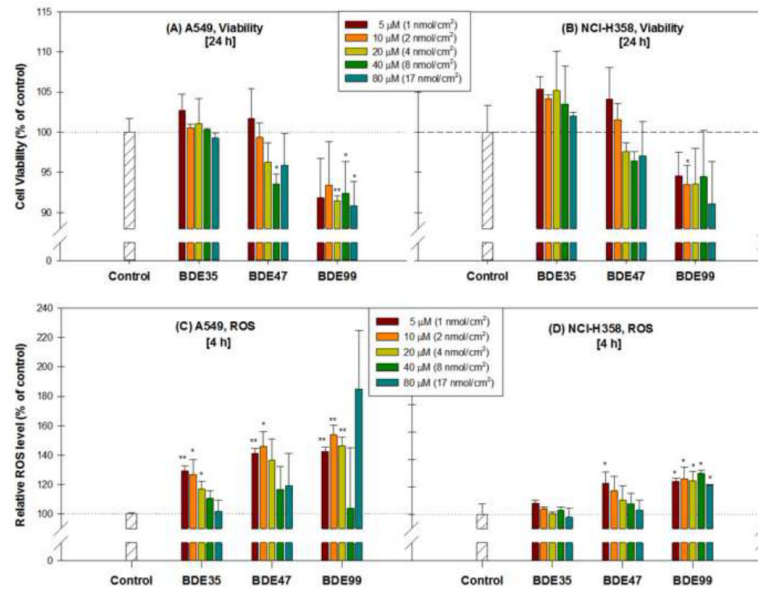 (A) A549, Viability
[24 h]
5 µM (1 nmol/cm²)
10 µM (2 nmol/cm²)
20 µM (4 nmol/cm²)
40 µM (8 nmol/cm²)
80 µM (17 nmol/cm²)
(B) NCI-H358, Viability
[24 h]
Cell Viability (% of control)
115
110
105
100
95
90
0
* ** * *
*
Control BDE35 BDE47 BDE99
Control BDE35 BDE47 BDE99
(C) A549, ROS
[4 h]
5 µM (1 nmol/cm²)
10 µM (2 nmol/cm²)
20 µM (4 nmol/cm²)
40 µM (8 nmol/cm²)
80 µM (17 nmol/cm²)
(D) NCI-H358, ROS
[4 h]
Relative ROS level (% of control)
240
220
200
180
160
140
120
100
0
** * * ** * ** ** **
* * * * * *
Control BDE35 BDE47 BDE99
Control BDE35 BDE47 BDE99